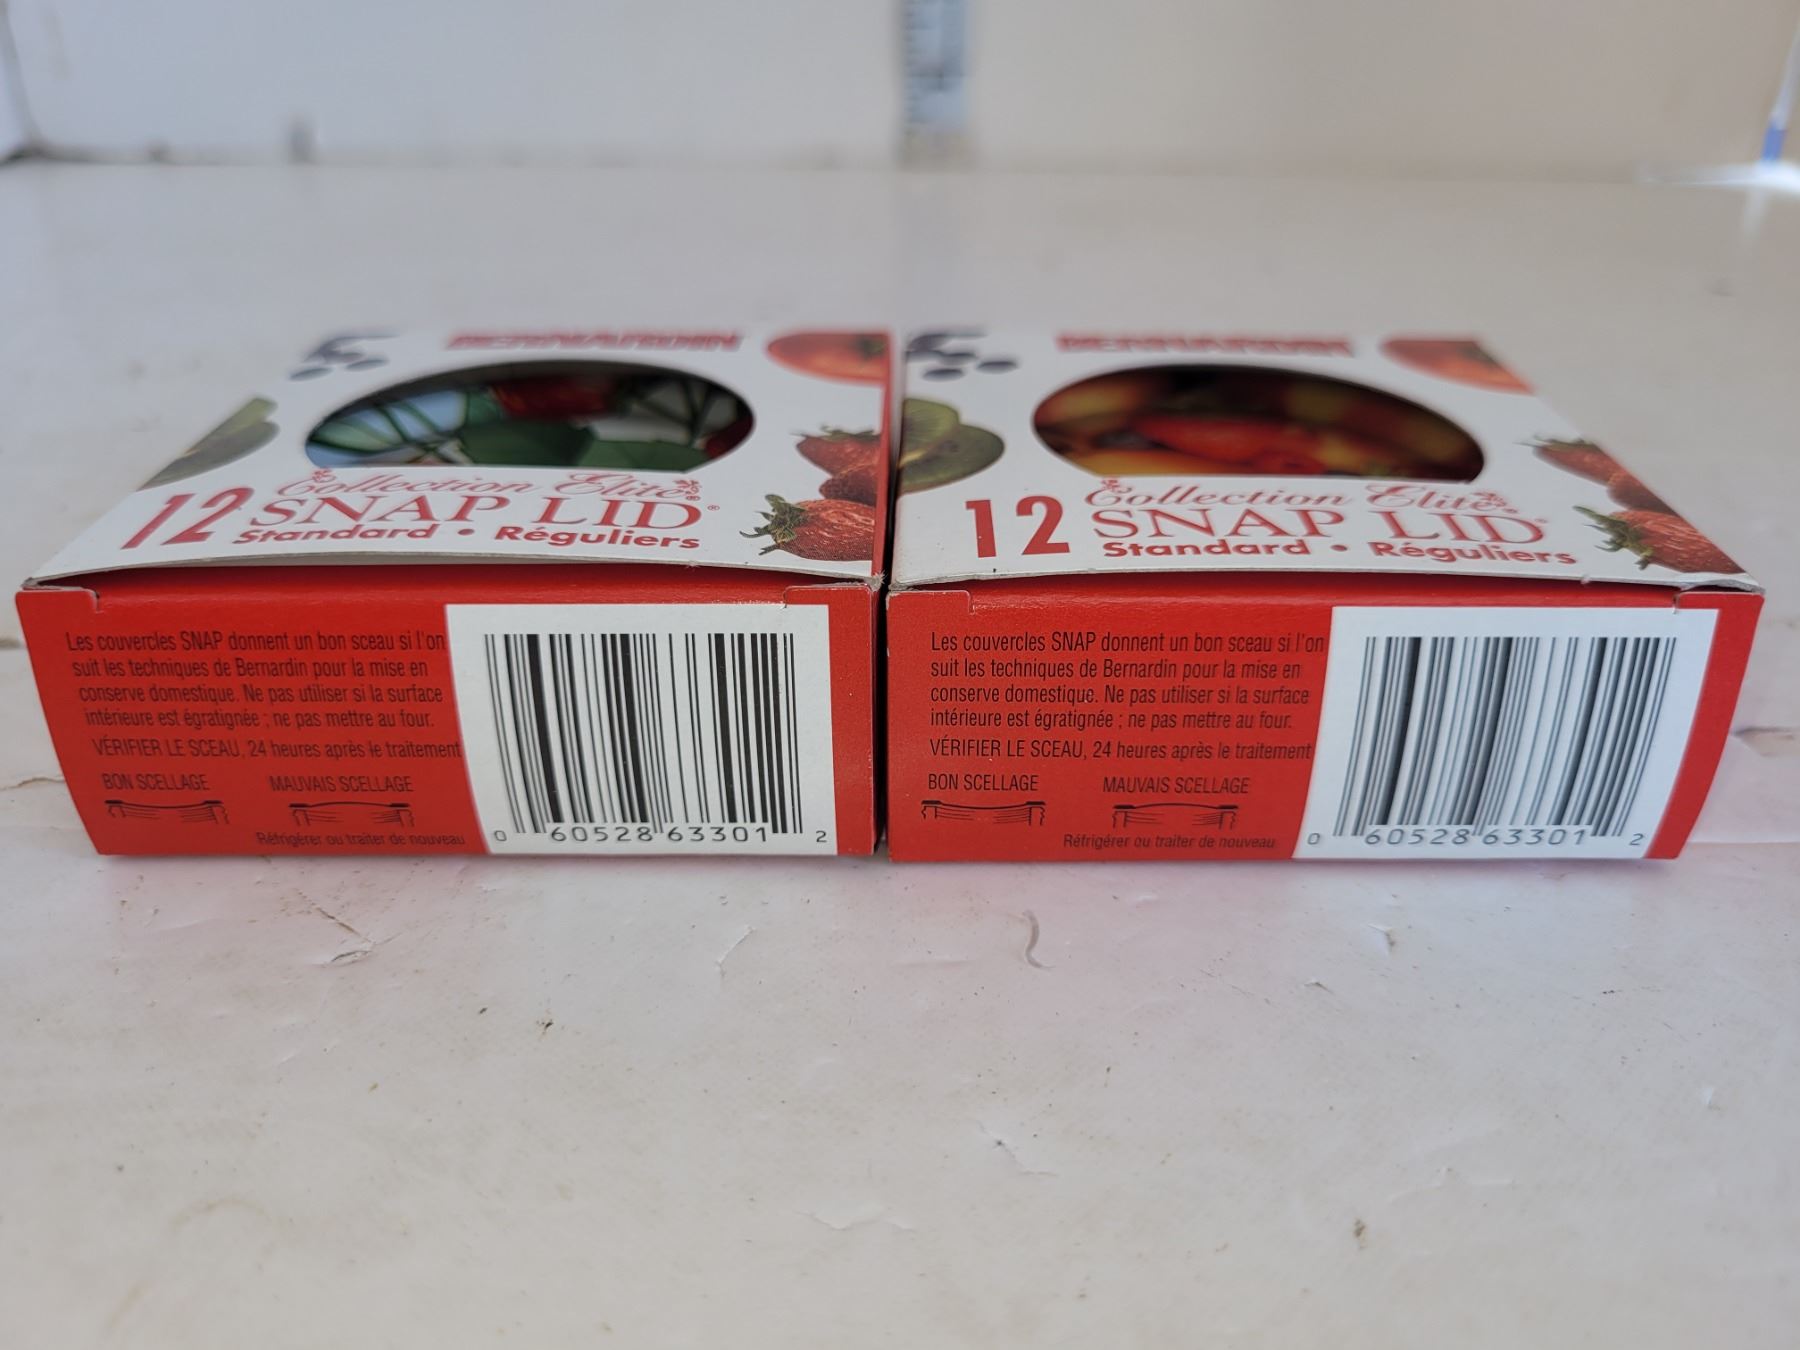 BERNARDIN
Collection Elite
12 SNAP LID®
Standard • Réguliers
Les couvercles SNAP donnent un bon sceau si l'on
suit les techniques de Bernardin pour la mise en
conserve domestique. Ne pas utiliser si la surface
intérieure est égratignée ; ne pas mettre au four.
VÉRIFIER LE SCEAU, 24 heures après le traitement
BON SCELLAGE MAUVAIS SCELLAGE
Réfrigérer ou traiter de nouveau
0 60528 63301 2
BERNARDIN
Collection Elite
12 SNAP LID®
Standard • Réguliers
Les couvercles SNAP donnent un bon sceau si l'on
suit les techniques de Bernardin pour la mise en
conserve domestique. Ne pas utiliser si la surface
intérieure est égratignée ; ne pas mettre au four.
VÉRIFIER LE SCEAU, 24 heures après le traitement
BON SCELLAGE MAUVAIS SCELLAGE
Réfrigérer ou traiter de nouveau
0 60528 63301 2